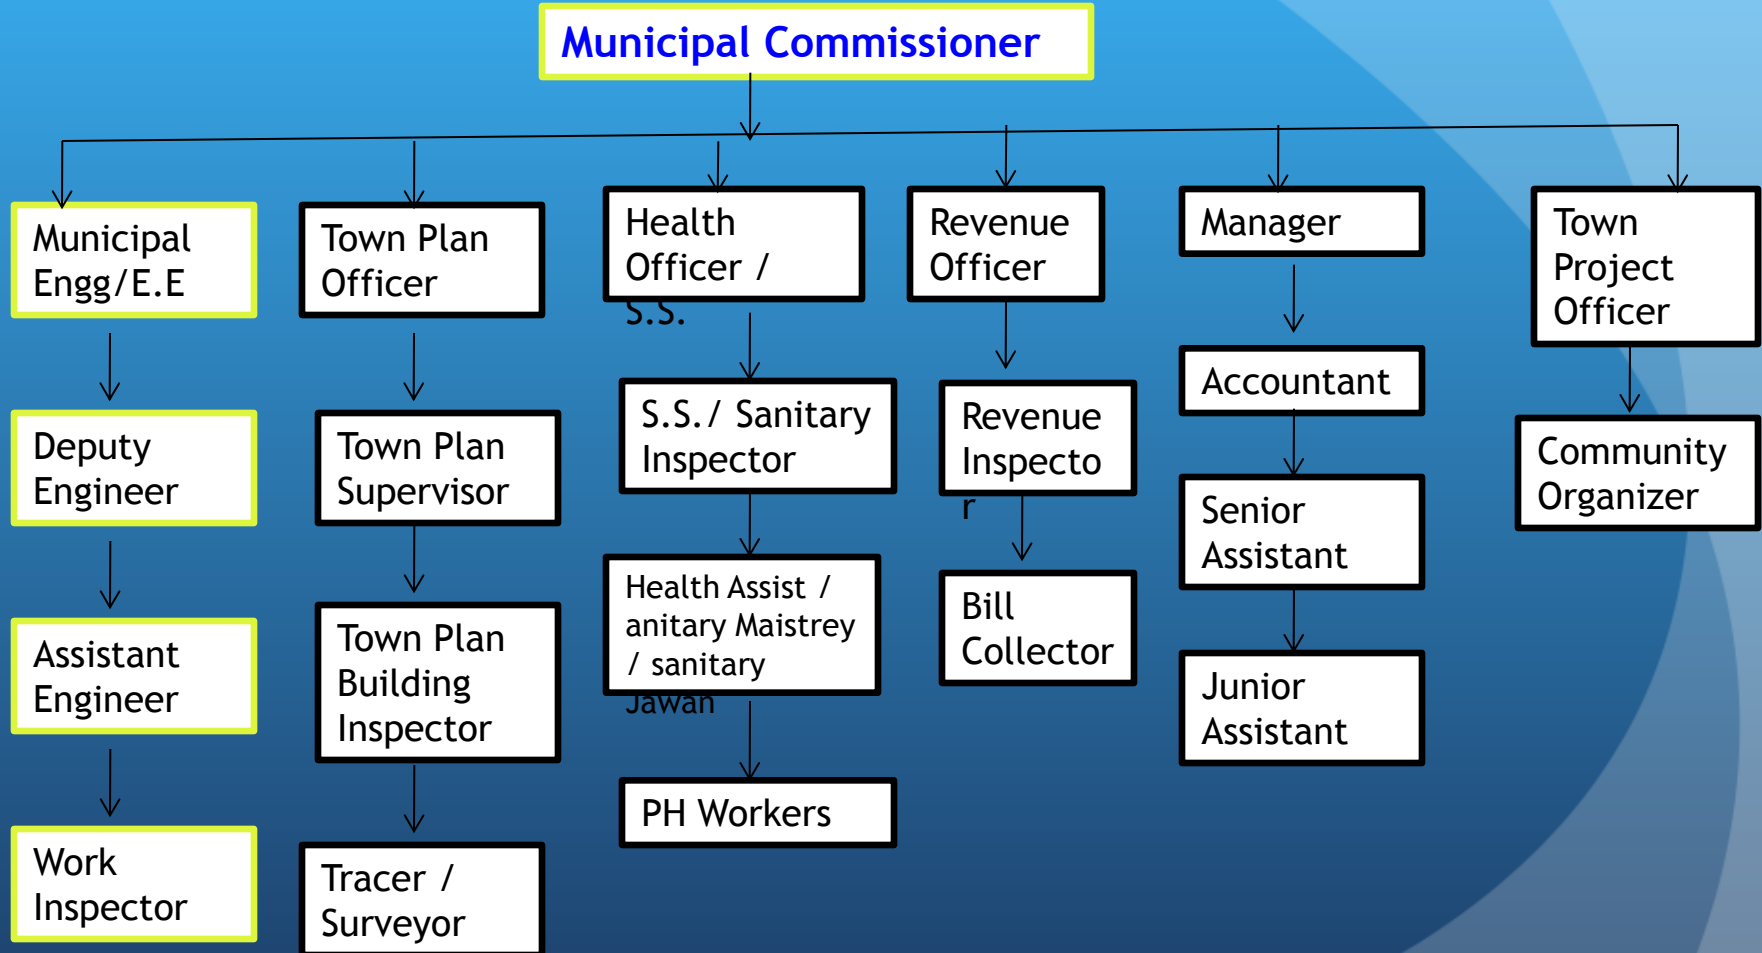 Municipal Commissioner
Municipal
Engg/E.E
Deputy
Engineer
Assistant
Engineer
Work
Inspector
Town Plan
Officer
Town Plan
Supervisor
Town Plan
Building
Inspector
Tracer /
Surveyor
Health
Officer /
S.S.
S.S./ Sanitary
Inspector
Health Assist /
anitary Maistrey
/ sanitary
Jawan
PH Workers
Revenue
Officer
Revenue
Inspecto
r
Bill
Collector
Manager
Accountant
Senior
Assistant
Junior
Assistant
Town
Project
Officer
Community
Organizer